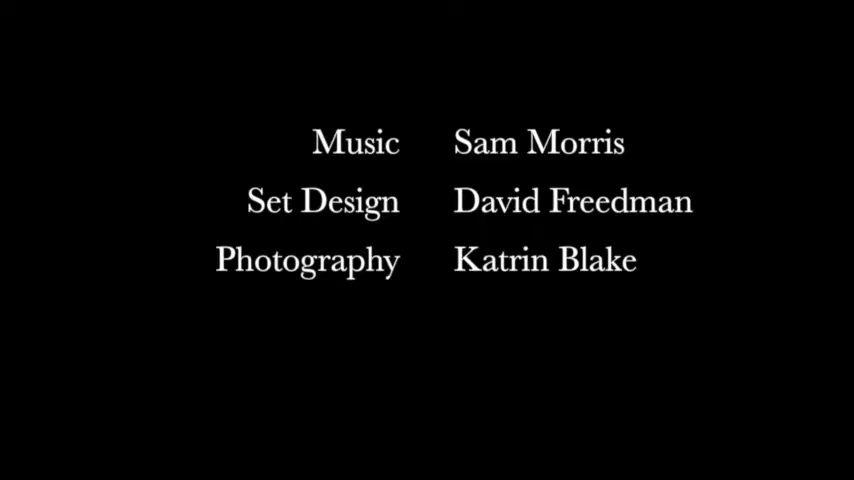 Music Sam Morris
Set Design David Freedman
Photography Katrin Blake